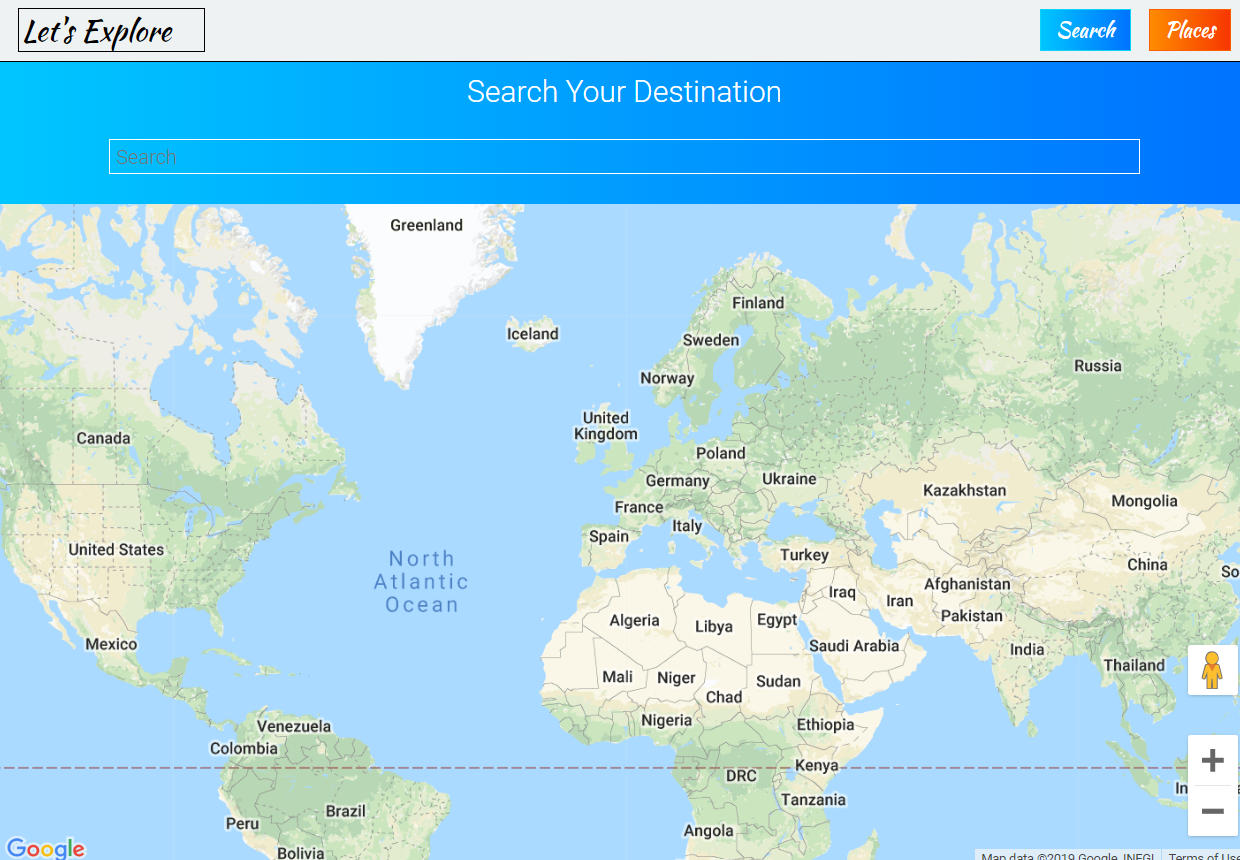 Let's Explore
Search
Places
Search Your Destination
Search
Greenland
Iceland
Finland
Sweden
Norway
Russia
United
Kingdom
Canada
Poland
Germany
Ukraine
Kazakhstan
Mongolia
France
Italy
Spain
United States
North
Atlantic
Ocean
Turkey
China
So
Afghanistan
Iraq
Iran
Pakistan
Algeria
Libya
Egypt
Saudi Arabia
India
Mexico
Thailand
Mali
Niger
Sudan
Chad
Nigeria
Ethiopia
Venezuela
Colombia
Kenya
DRC
In
Tanzania
Brazil
Peru
Angola
Bolivia
Google
Map data ©2019 Google, INEGI
Terms of Use